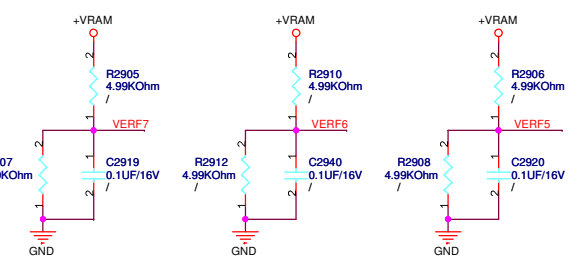 +VRAM +VRAM +VRAM
2 2 2
R2905 R2910 R2906
4.99KOhm 4.99KOhm 4.99KOhm
/ / /
1 1 1
VERF7 VERF6 VERF5
2 1 2 1 2 1
07 C2919 R2912 C2940 R2908 C2920
KOhm 0.1UF/16V 4.99KOhm 0.1UF/16V 4.99KOhm 0.1UF/16V
/ / / / /
1 2 1 2 1 2
GND GND GND